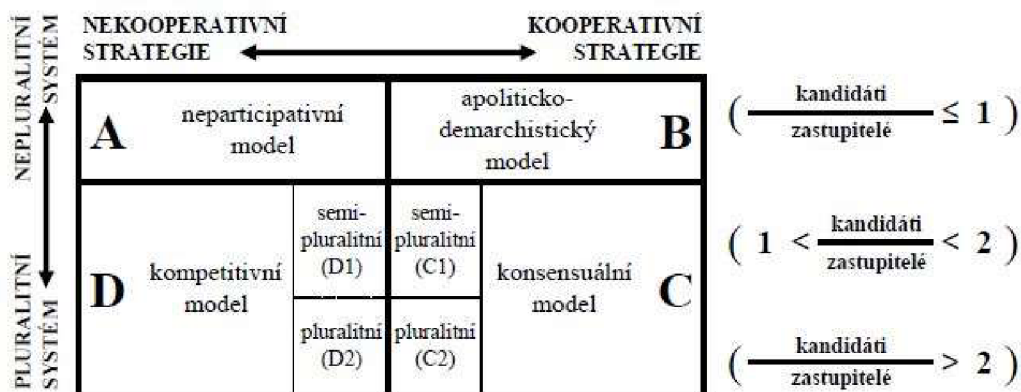 NEKOOPERATIVNÍ
STRATEGIE
KOOPERATIVNÍ
STRATEGIE
NEPLURALITNÍ
SYSTÉM
PLURALITNÍ
SYSTÉM
A
neparticipativní
model
apoliticko-
demarchistický
model
B
( kandidáti
zastupitelé ≤ 1 )
D
kompetitivní
model
semi-
pluralitní
(D1)
semi-
pluralitní
(C1)
pluralitní
(D2)
pluralitní
(C2)
konsensuální
model
C
( 1 < kandidáti
zastupitelé < 2 )
( kandidáti
zastupitelé > 2 )